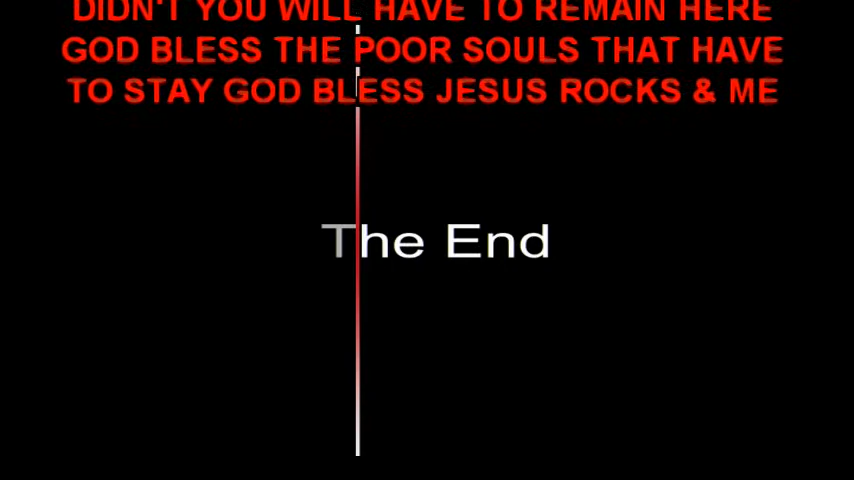 DIDN'T YOU WILL HAVE TO REMAIN HERE
GOD BLESS THE POOR SOULS THAT HAVE
TO STAY GOD BLESS JESUS ROCKS & ME
The End